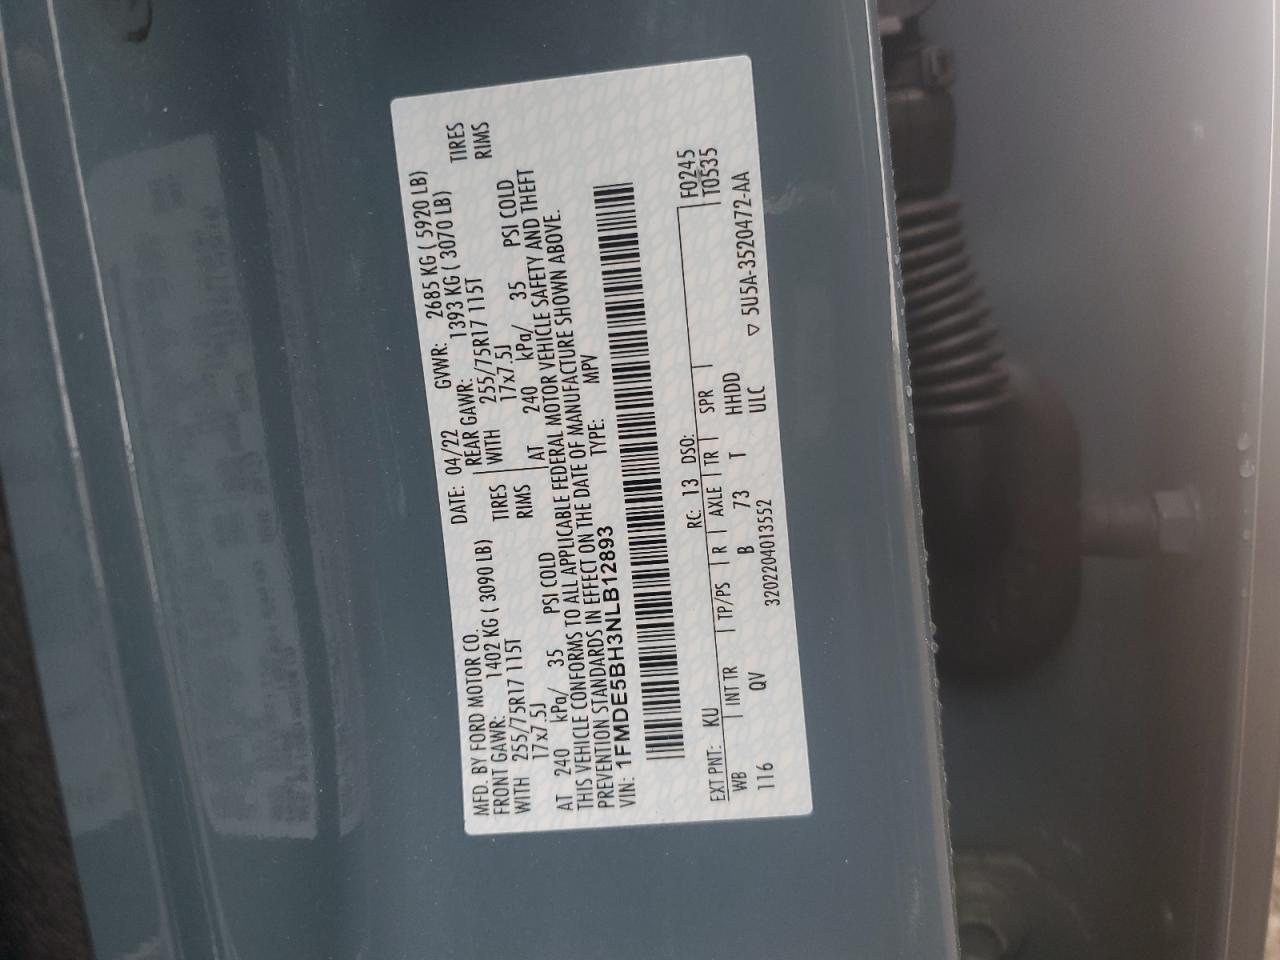 MFD. BY FORD MOTOR CO. DATE: 04/22 GVWR: 2685 KG ( 5920 LB)
FRONT GAWR: 1402 KG ( 3090 LB) REAR GAWR: 1393 KG ( 3070 LB)
WITH 255/75R17 115T TIRES WITH 255/75R17 115T TIRES
17x7.5J RIMS 17x7.5J RIMS
AT 240 kPa/ 35 PSI COLD AT 240 kPa/ 35 PSI COLD
THIS VEHICLE CONFORMS TO ALL APPLICABLE FEDERAL MOTOR VEHICLE SAFETY AND THEFT
PREVENTION STANDARDS IN EFFECT ON THE DATE OF MANUFACTURE SHOWN ABOVE.
VIN: 1FMDE5BH3NLB12893 TYPE: MPV
F0245
T0535
EXT PNT: KU RC: 13 DSO:
WB INT TR TP/PS R AXLE TR SPR
116 QV B 73 T HHDD
3202204013552 ULC ▽ 5U5A-3520472-AA